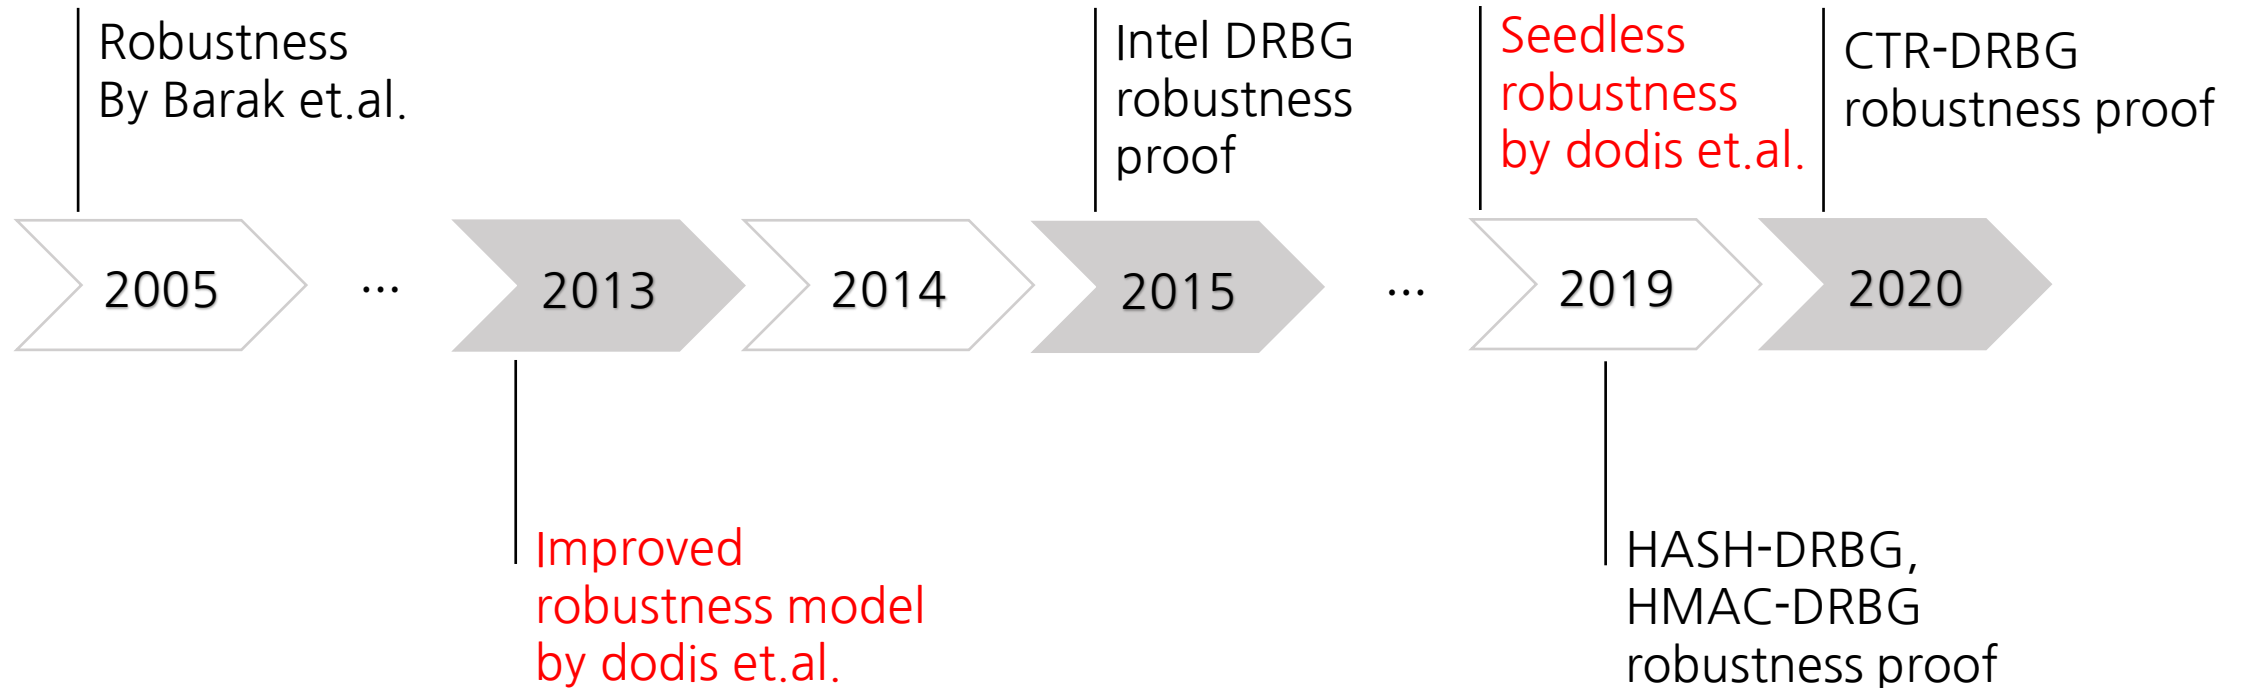 Robustness
By Barak et.al.
Intel DRBG
robustness
proof
Seedless
robustness
by dodis et.al.
CTR-DRBG
robustness proof
2005
...
2013
2014
2015
...
2019
2020
Improved
robustness model
by dodis et.al.
HASH-DRBG,
HMAC-DRBG
robustness proof